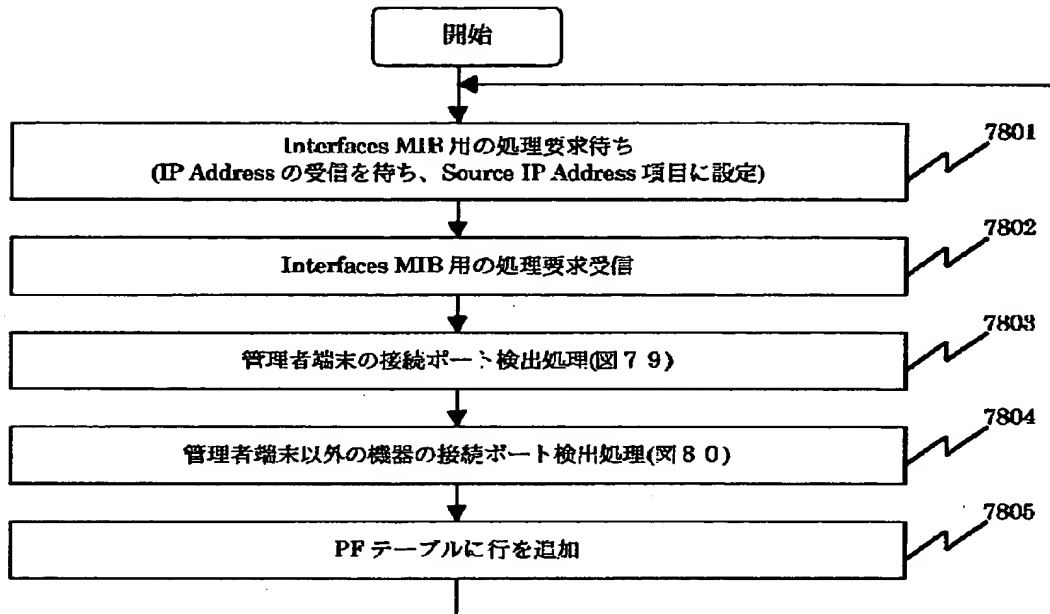 開始
Interfaces MIB 用の処理要求待ち
(IP Address の受信を待ち、Source IP Address 項目に設定)
7801
Interfaces MIB 用の処理要求受信
7802
管理者端末の接続ポート検出処理(図79)
7803
管理者端末以外の機器の接続ポート検出処理(図80)
7804
PF テーブルに行を追加
7805